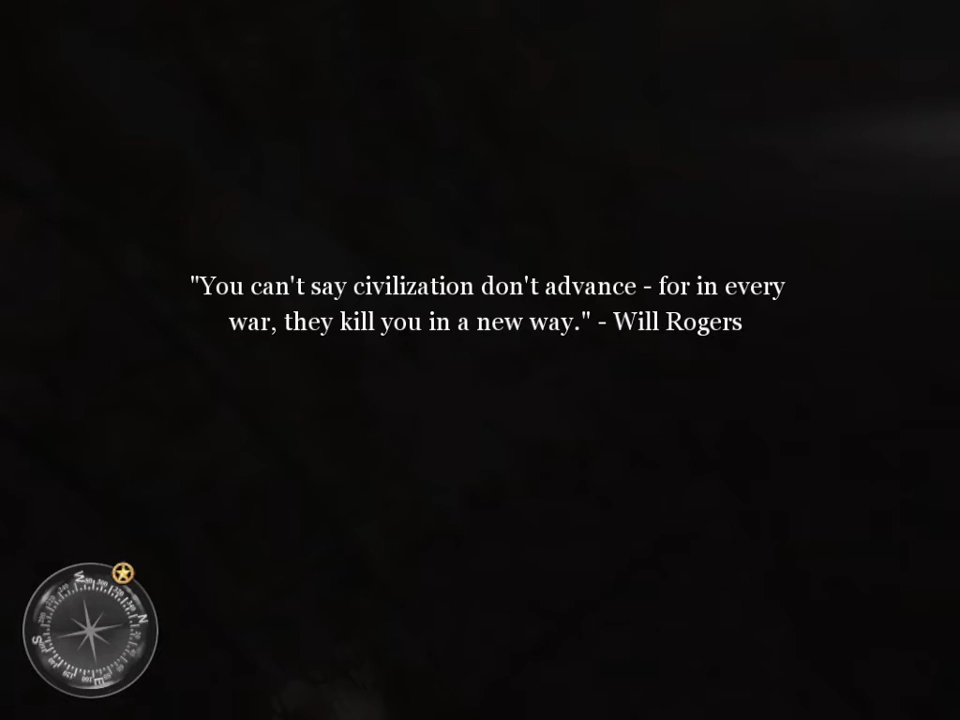 "You can't say civilization don't advance - for in every
war, they kill you in a new way." - Will Rogers
W
N
S
E